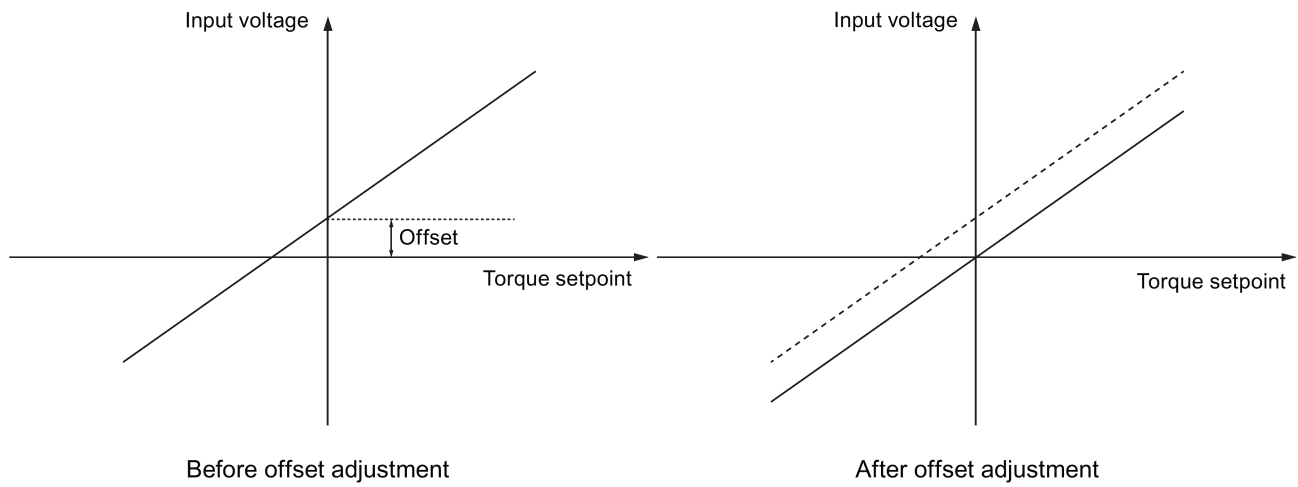 Input voltage
Offset
Torque setpoint
Before offset adjustment
Input voltage
Torque setpoint
After offset adjustment